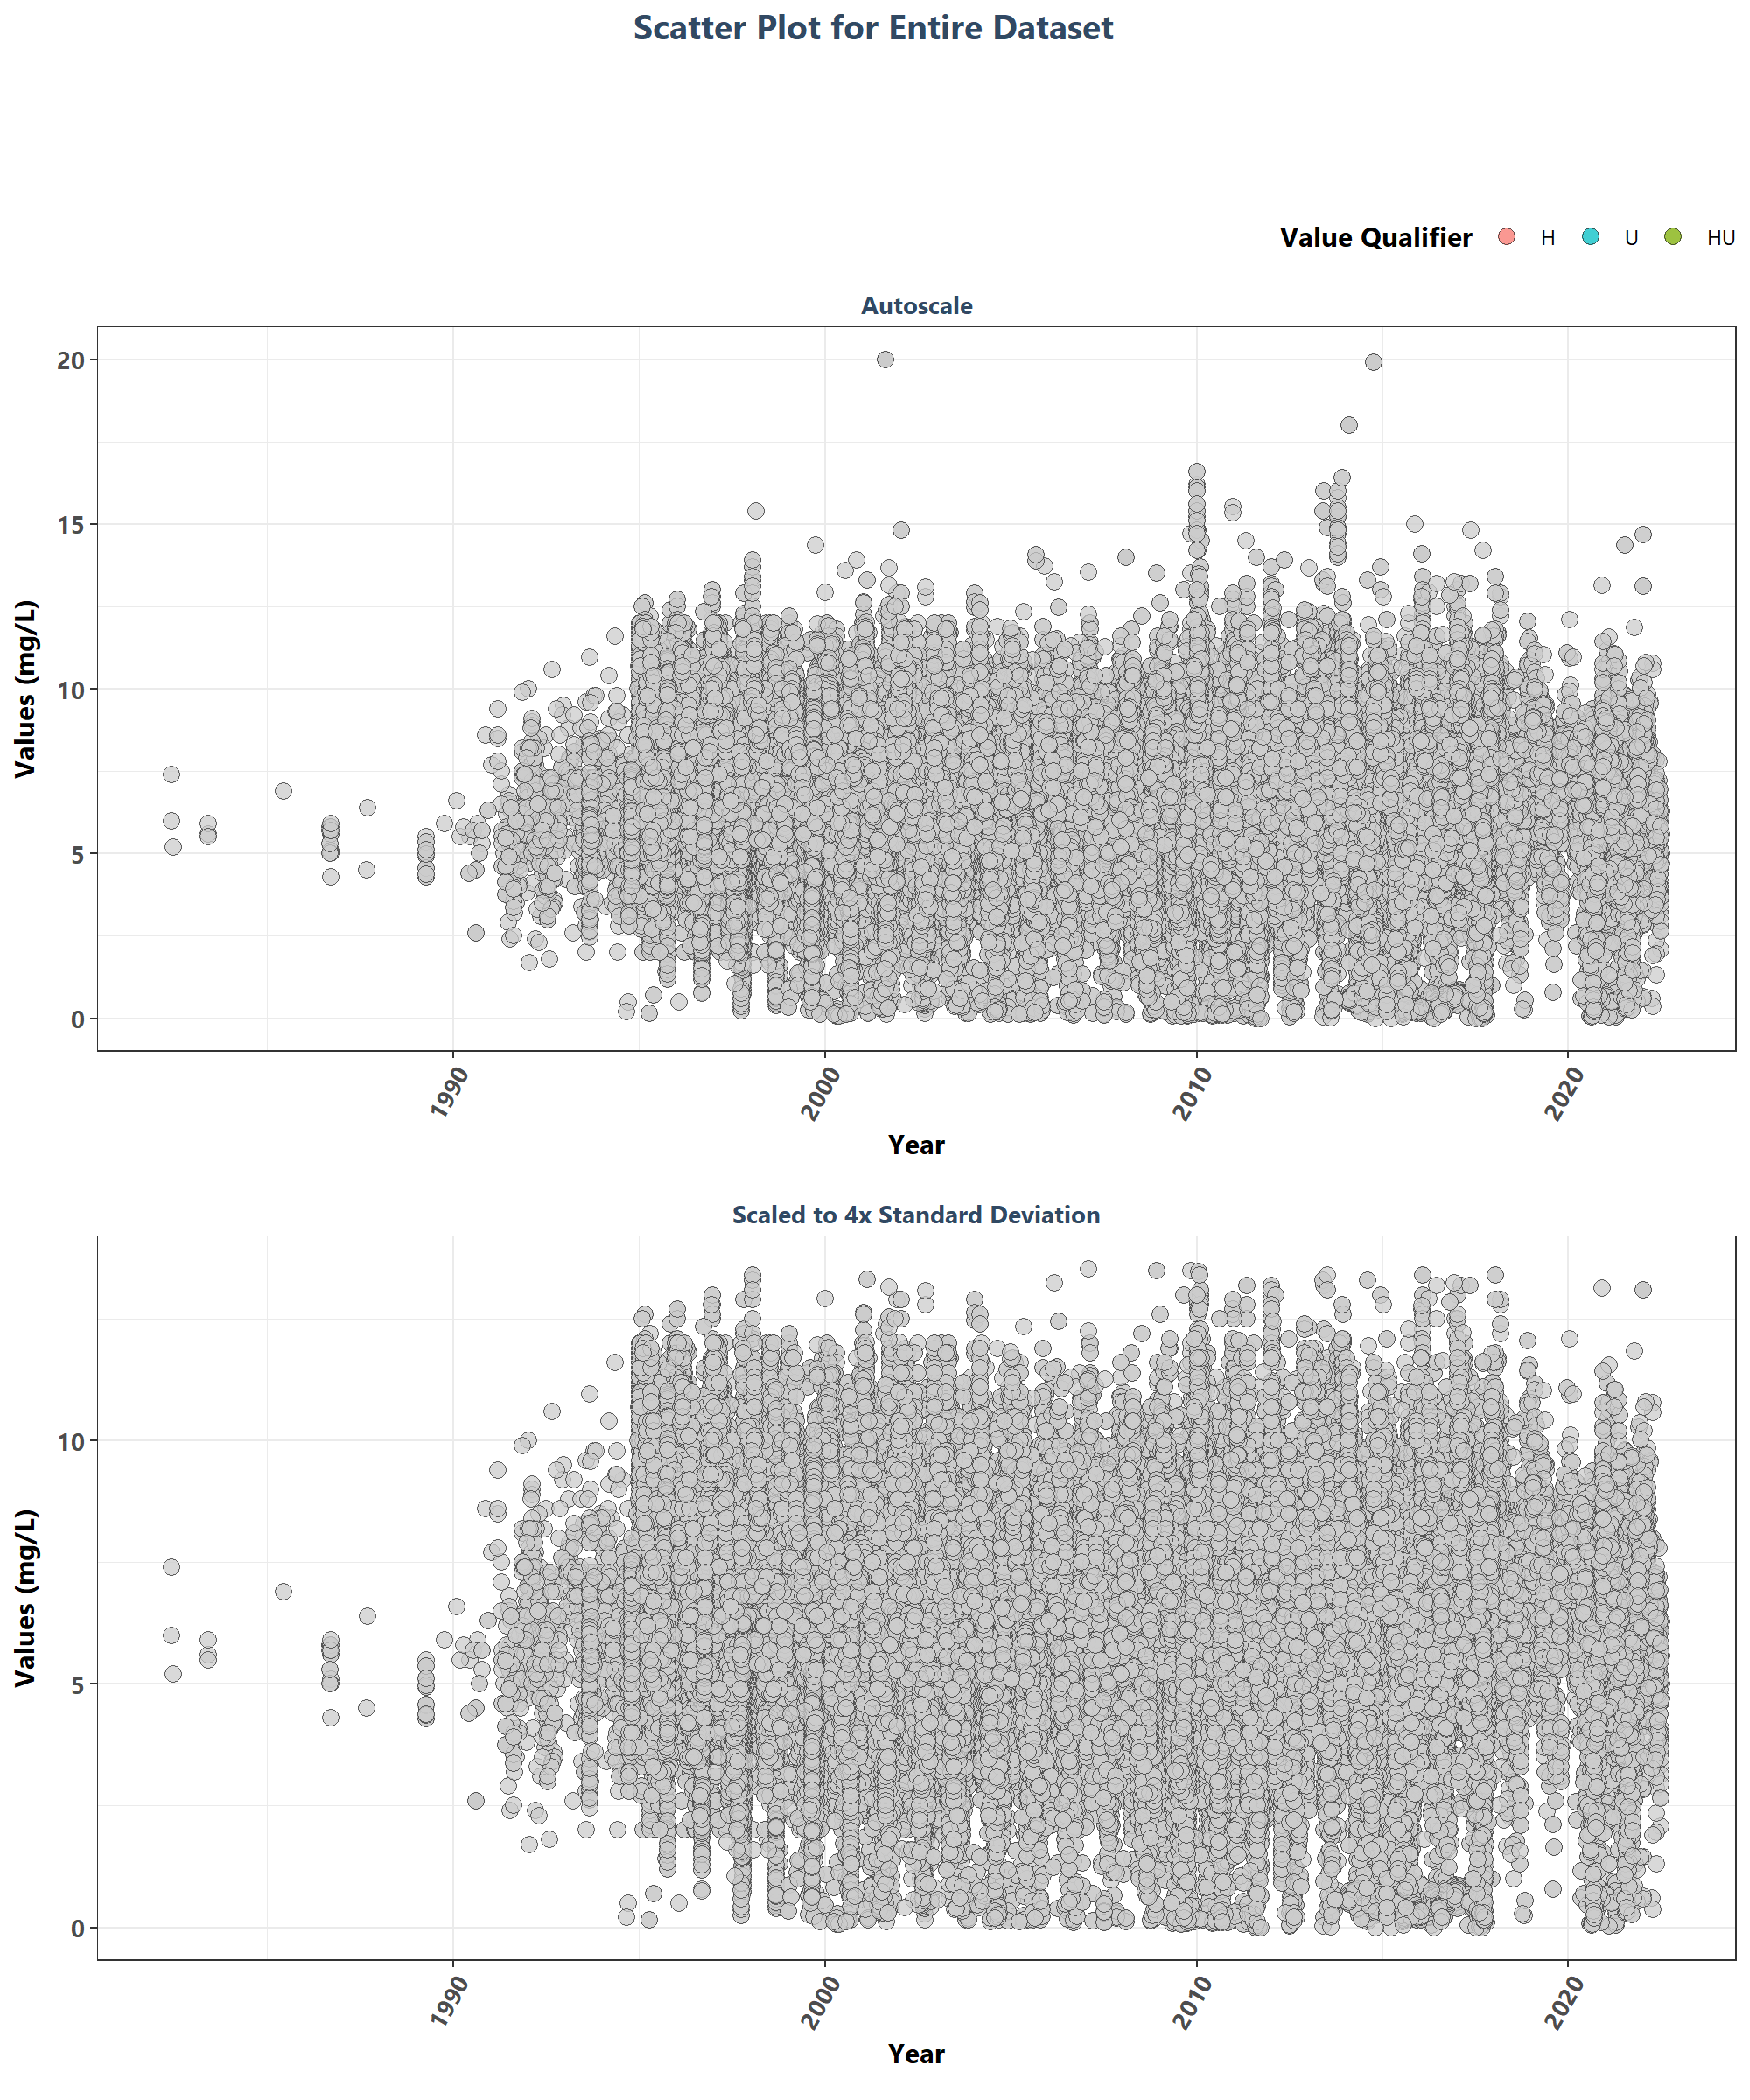 Scatter Plot for Entire Dataset
Value Qualifier H U HU
Autoscale
Values (mg/L)
20
15
10
5
0
1990 2000 2010 2020
Year
Scaled to 4x Standard Deviation
Values (mg/L)
10
5
0
1990 2000 2010 2020
Year